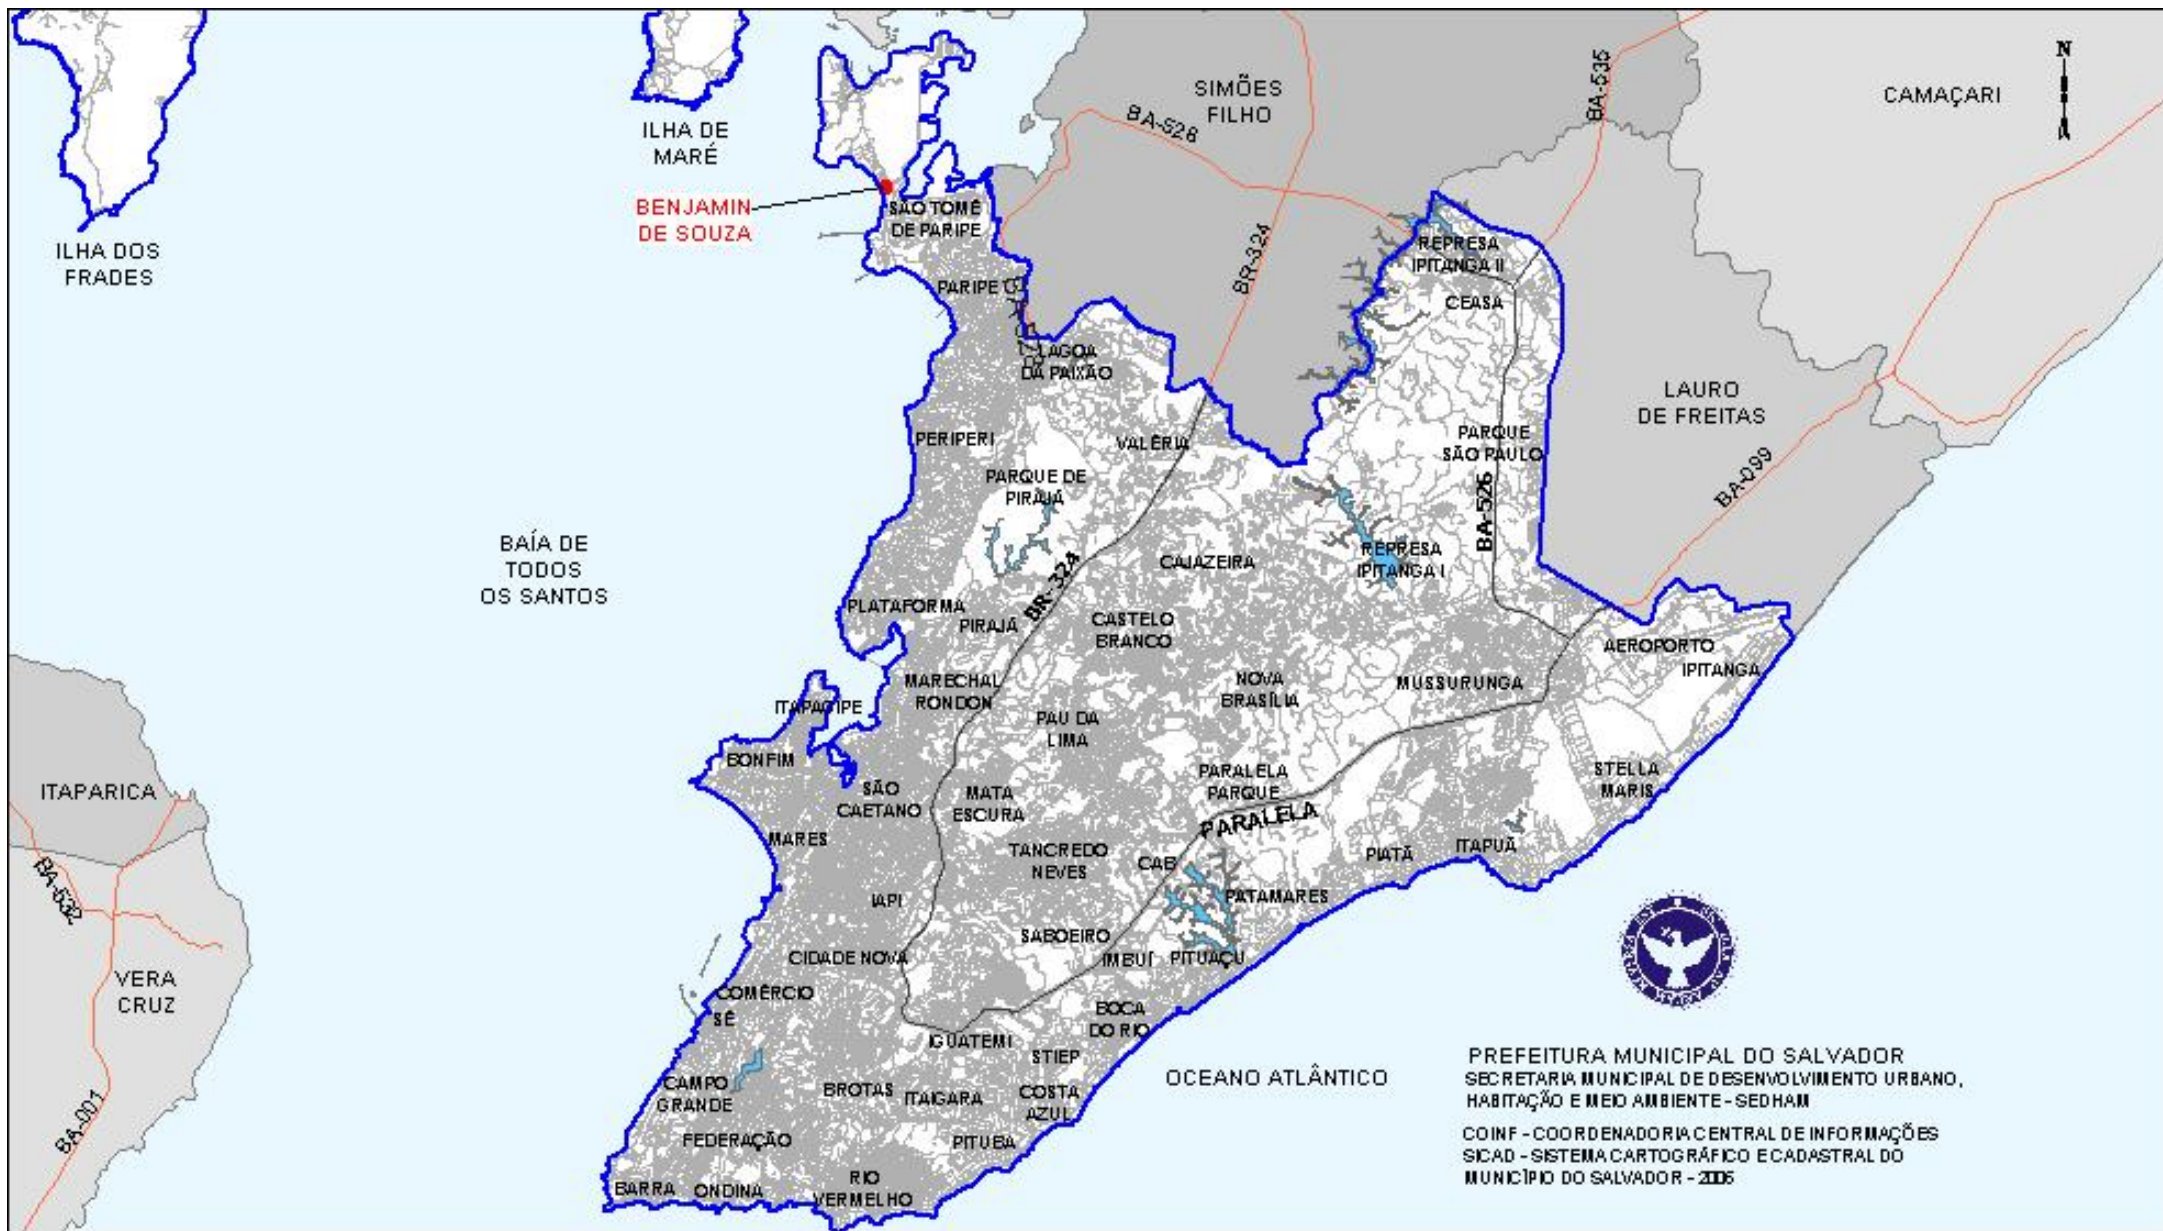 N
SIMÕES
FILHO
CAMAÇARI
BA-535
BA-528
ILHA DE
MARÉ
BENJAMIN
DE SOUZA
SÃO TOMÉ
DE PARIPE
ILHA DOS
FRADES
BR-324
REPRESA
IPITANGA II
PARIPE
CEASA
LAGOA
DA PAIXÃO
LAURO
DE FREITAS
PERIPERI
VALÉRIA
PARQUE
SÃO PAULO
PARQUE DE
PIRAJÁ
BA-099
BA-526
BAÍA DE
TODOS
OS SANTOS
CAJAZEIRA
REPRESA
IPITANGA I
BR-324
PLATAFORMA
PIRAJÁ
CASTELO
BRANCO
AEROPORTO
IPITANGA
MARECHAL
RONDON
NOVA
BRASÍLIA
MUSSURUNGA
ITAPAGIPE
PAU DA
LIMA
BONFIM
PARALELA
PARQUE
STELLA
MARIS
ITAPARICA
SÃO
CAETANO
MATA
ESCURA
PARALELA
MARES
TANCREDO
NEVES
CAB
PIATÃ
ITAPUÃ
BA-532
IAPI
PATAMARES
SABOEIRO
CIDADE NOVA
IMBUÍ
PITUAÇU
VERA
CRUZ
COMÉRCIO
SÉ
BOCA
DO RIO
IGUATEMI
STIEP
OCEANO ATLÂNTICO
CAMPO
GRANDE
BROTAS
ITAIGARA
COSTA
AZUL
BA-001
FEDERAÇÃO
PITUBA
BARRA
ONDINA
RIO
VERMELHO
PREFEITURA MUNICIPAL DO SALVADOR
SECRETARIA MUNICIPAL DE DESENVOLVIMENTO URBANO,
HABITAÇÃO E MEIO AMBIENTE - SEDHAM
COINF - COORDENADORIA CENTRAL DE INFORMAÇÕES
SICAD - SISTEMA CARTOGRÁFICO E CADASTRAL DO
MUNICÍPIO DO SALVADOR - 2006